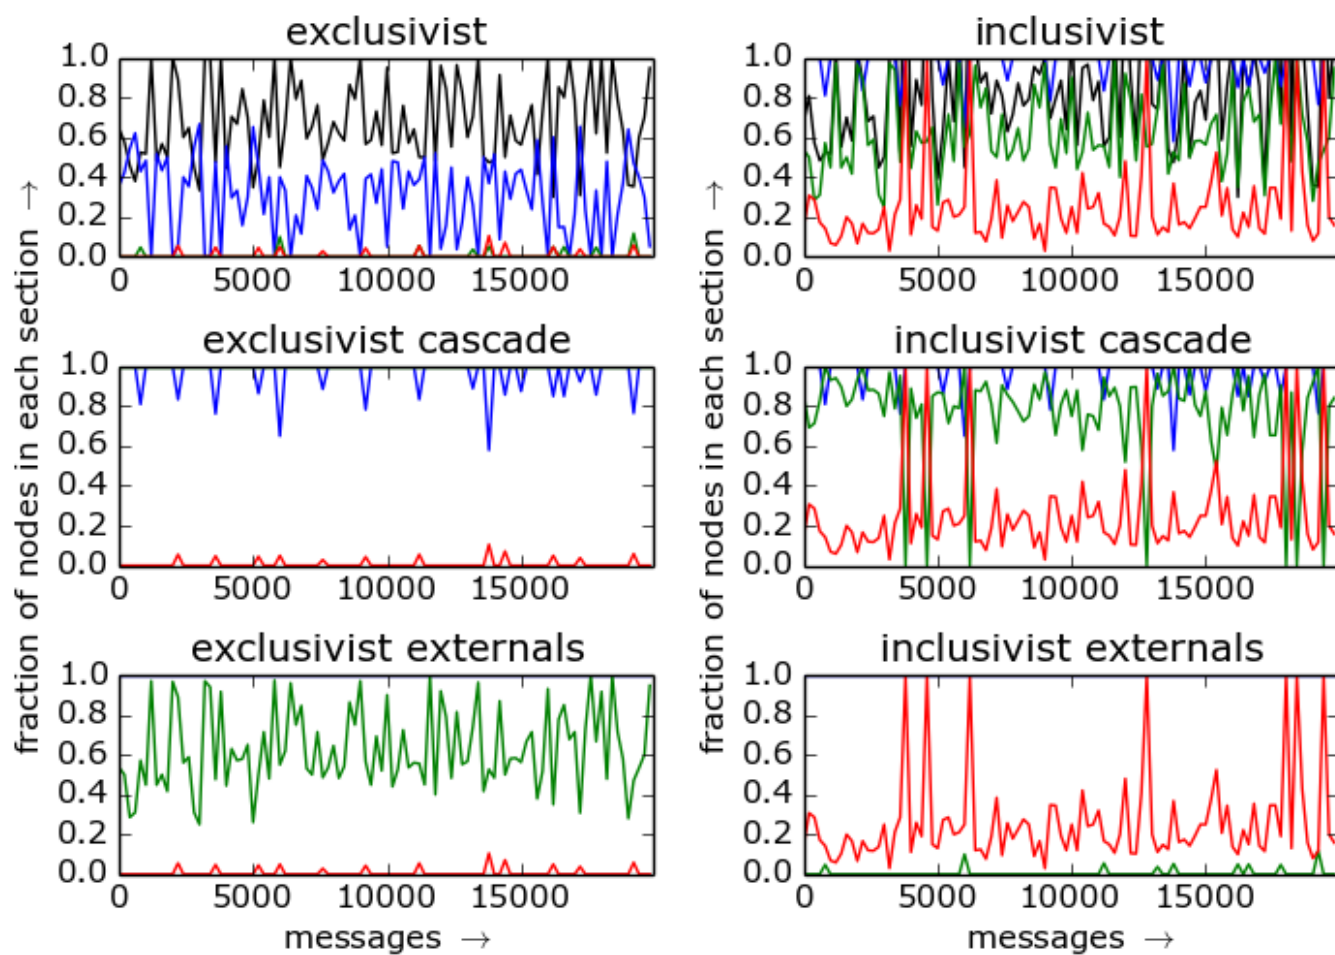 exclusivist
1.0
0.8
0.6
0.4
0.2
0.0
0 5000 10000 15000
inclusivist
1.0
0.8
0.6
0.4
0.2
0.0
0 5000 10000 15000
exclusivist cascade
1.0
0.8
0.6
0.4
0.2
0.0
0 5000 10000 15000
inclusivist cascade
1.0
0.8
0.6
0.4
0.2
0.0
0 5000 10000 15000
exclusivist externals
1.0
0.8
0.6
0.4
0.2
0.0
0 5000 10000 15000
inclusivist externals
1.0
0.8
0.6
0.4
0.2
0.0
0 5000 10000 15000
fraction of nodes in each section →
fraction of nodes in each section →
messages →
messages →